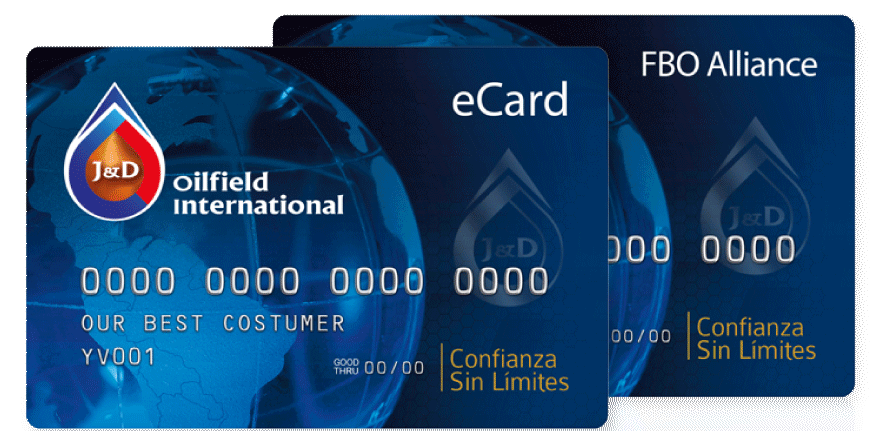 eCard
J&D
Oilfield
International
J&D
0000 0000 0000 0000
OUR BEST COSTUMER
YV001
GOOD
THRU 00/00
Confianza
Sin Límites
FBO Alliance
J&D
000 0000
00/00
Confianza
Sin Límites